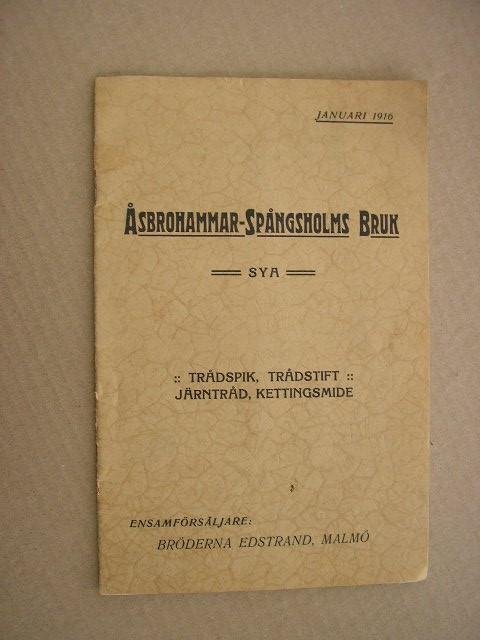 JANUARI 1916
ÅSBROHAMMAR-SPÅNGSHOLMS BRUK
SYA
:: TRÅDSPIK, TRÅDSTIFT ::
JÄRNTRÅD, KETTINGSMIDE
ENSAMFÖRSÄLJARE:
BRÖDERNA EDSTRAND, MALMÖ